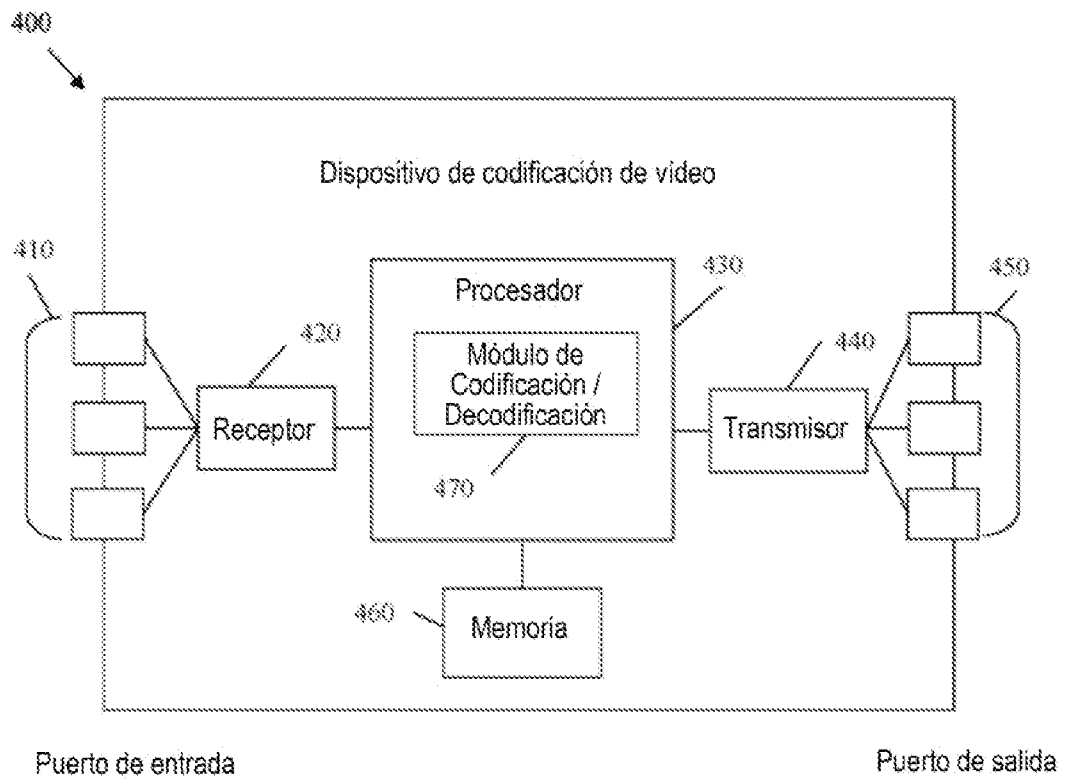 400
Dispositivo de codificación de vídeo
410
430
450
Procesador
420
440
Módulo de
Codificación /
Decodificación
Receptor
Transmisor
470
460
Memoria
Puerto de entrada
Puerto de salida